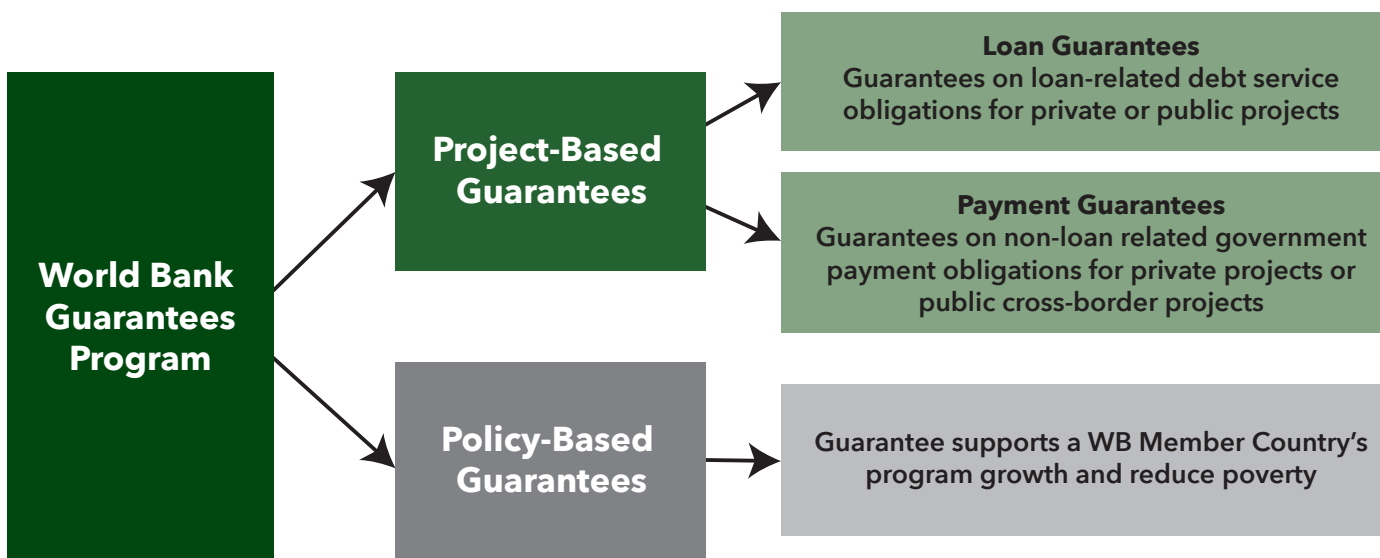 World Bank
Guarantees
Program
Project-Based
Guarantees
Policy-Based
Guarantees
Loan Guarantees
Guarantees on loan-related debt service
obligations for private or public projects
Payment Guarantees
Guarantees on non-loan related government
payment obligations for private projects or
public cross-border projects
Guarantee supports a WB Member Country’s
program growth and reduce poverty